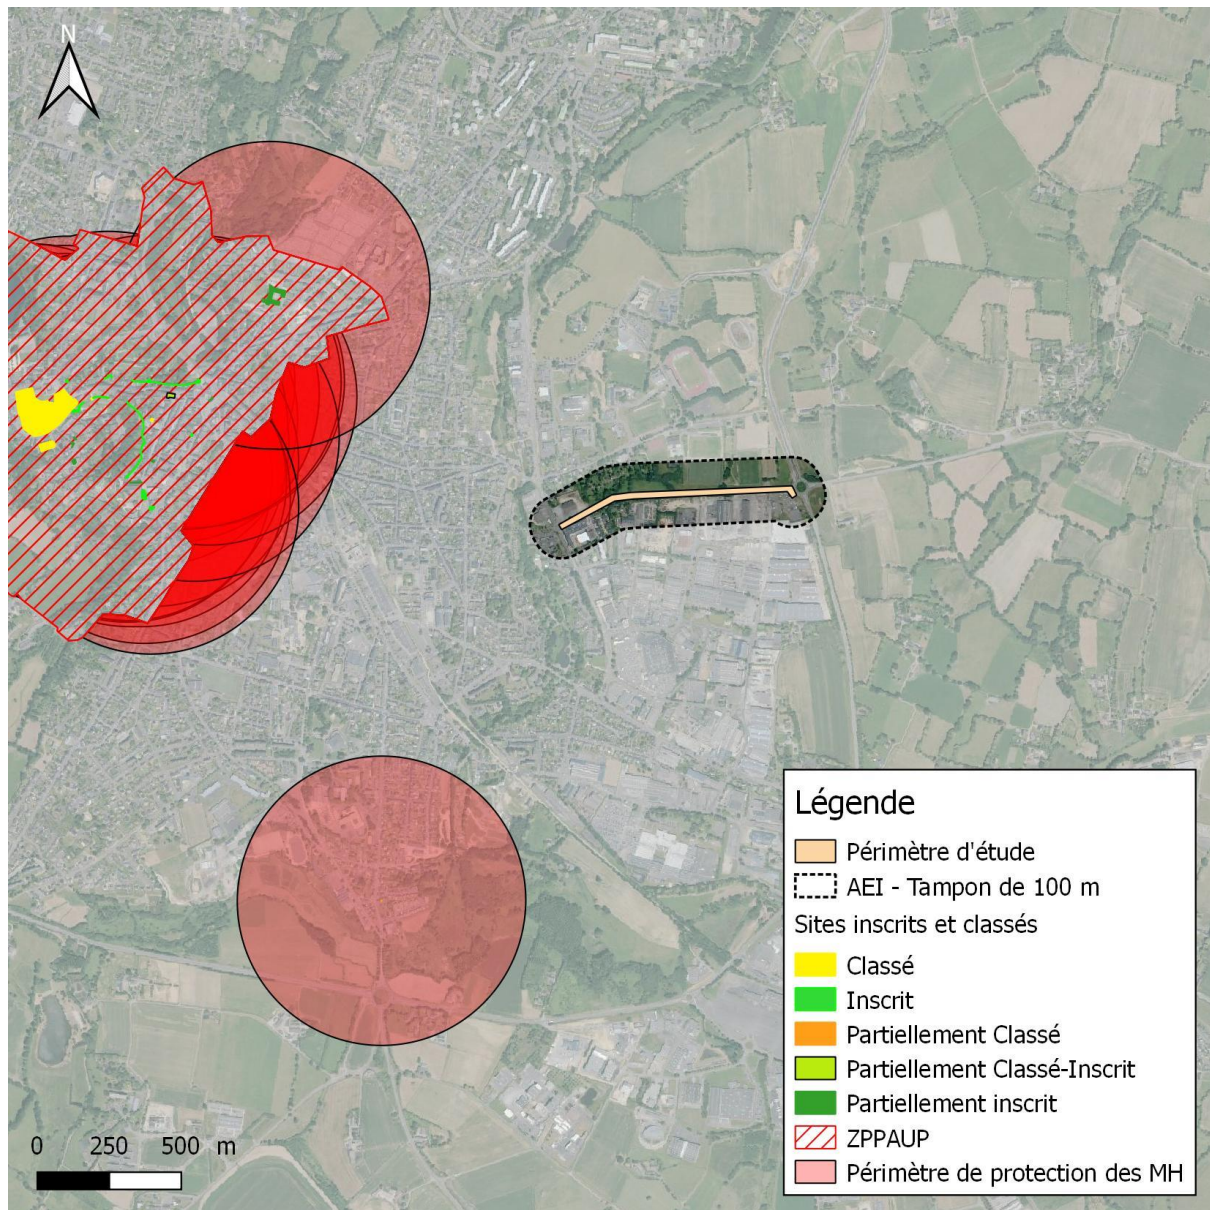 N
Légende
Périmètre d'étude
AEI - Tampon de 100 m
Sites inscrits et classés
Classé
Inscrit
Partiellement Classé
Partiellement Classé-Inscrit
Partiellement inscrit
ZPPAUP
Périmètre de protection des MH
0 250 500 m